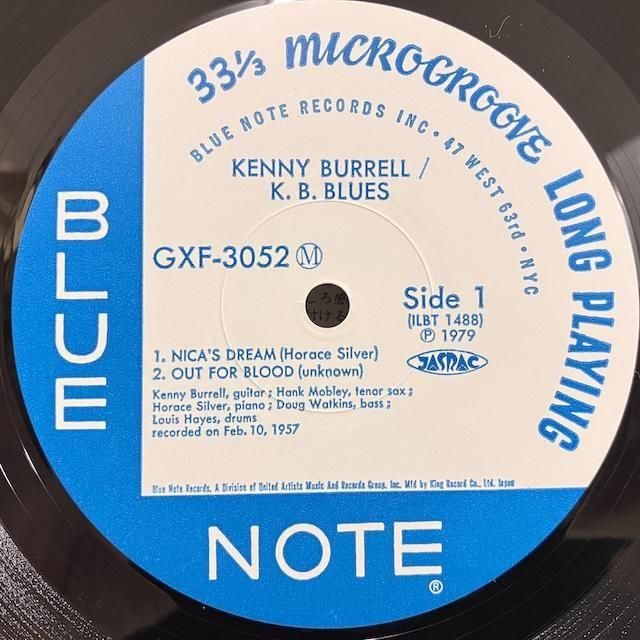 33⅓ MICROGROOVE LONG PLAYING
BLUE NOTE RECORDS INC • 47 WEST 63rd • NYC
KENNY BURRELL /
K. B. BLUES
BLUE
GXF-3052 Ⓜ
Side 1
(ILBT 1488)
Ⓟ 1979
JASRAC
1. NICA'S DREAM (Horace Silver)
2. OUT FOR BLOOD (unknown)
Kenny Burrell, guitar ; Hank Mobley, tenor sax ;
Horace Silver, piano ; Doug Watkins, bass ;
Louis Hayes, drums
recorded on Feb. 10, 1957
Blue Note Records, A Division of United Artists Music And Records Group, Inc. Mfd by King Record Co., Ltd. Japan
NOTE®